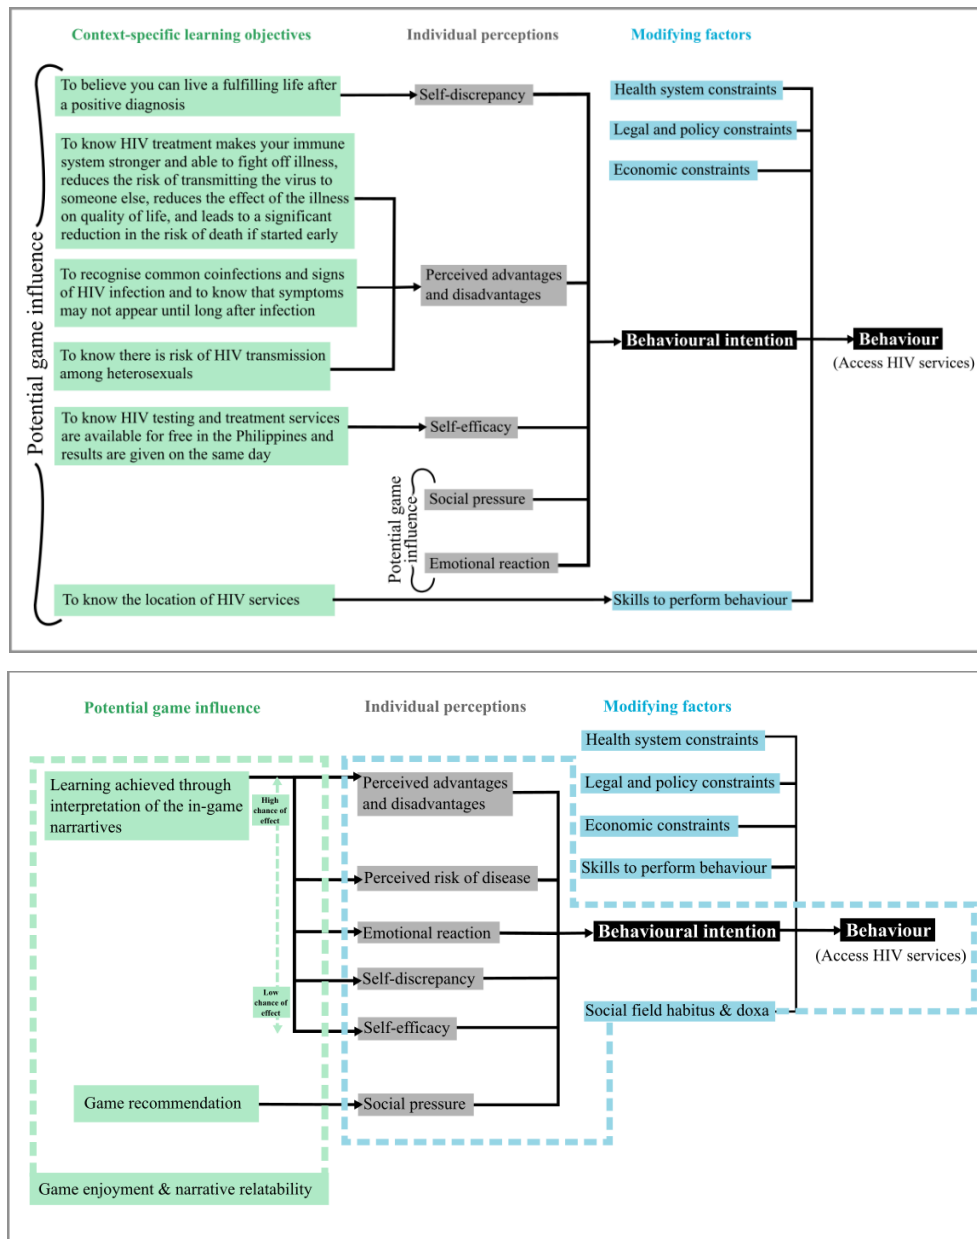 Context-specific learning objectives
Individual perceptions
Modifying factors
Potential game influence
To believe you can live a fulfilling life after
a positive diagnosis
To know HIV treatment makes your immune
system stronger and able to fight off illness,
reduces the risk of transmitting the virus to
someone else, reduces the effect of the illness
on quality of life, and leads to a significant
reduction in the risk of death if started early
To recognise common coinfections and signs
of HIV infection and to know that symptoms
may not appear until long after infection
To know there is risk of HIV transmission
among heterosexuals
To know HIV testing and treatment services
are available for free in the Philippines and
results are given on the same day
To know the location of HIV services
Self-discrepancy
Perceived advantages
and disadvantages
Self-efficacy
Potential game
influence
Social pressure
Emotional reaction
Health system constraints
Legal and policy constraints
Economic constraints
Behavioural intention
Behaviour
(Access HIV services)
Skills to perform behaviour
Potential game influence
Individual perceptions
Modifying factors
Learning achieved through
interpretation of the in-game
narrartives
High
chance of
effect
Low
chance of
effect
Game recommendation
Game enjoyment & narrative relatability
Perceived advantages
and disadvantages
Perceived risk of disease
Emotional reaction
Self-discrepancy
Self-efficacy
Social pressure
Health system constraints
Legal and policy constraints
Economic constraints
Skills to perform behaviour
Behavioural intention
Behaviour
(Access HIV services)
Social field habitus & doxa